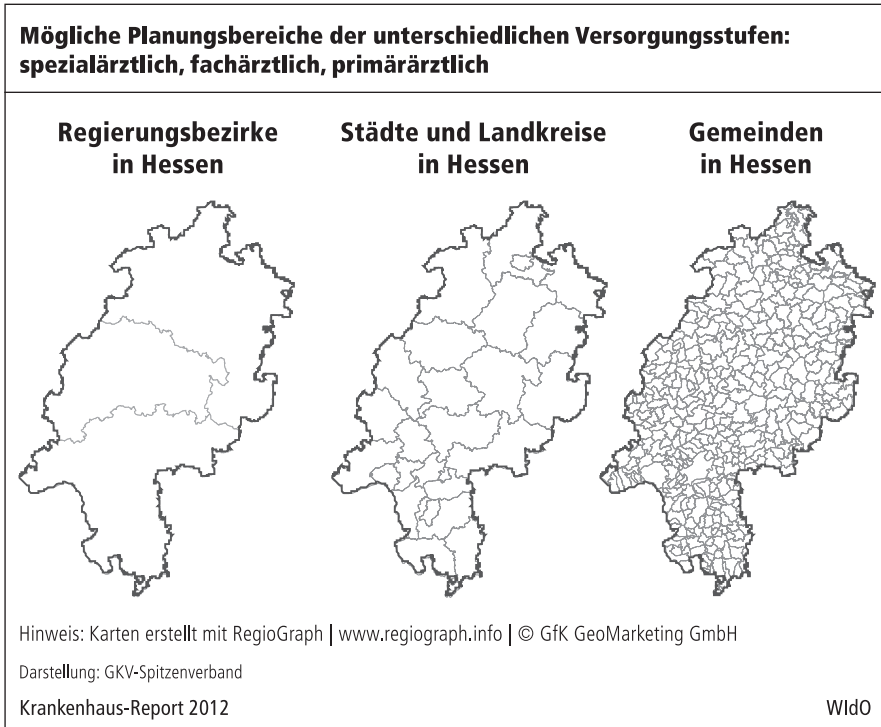 Mögliche Planungsbereiche der unterschiedlichen Versorgungsstufen:
spezialärztlich, fachärztlich, primärärztlich
Regierungsbezirke
in Hessen
Städte und Landkreise
in Hessen
Gemeinden
in Hessen
Hinweis: Karten erstellt mit RegioGraph | www.regiograph.info | © GfK GeoMarketing GmbH
Darstellung: GKV-Spitzenverband
Krankenhaus-Report 2012
WIdO